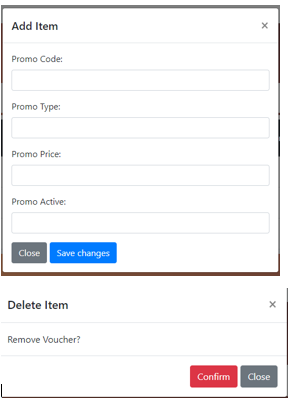 Add Item ×
Promo Code:
Promo Type:
Promo Price:
Promo Active:
Close Save changes
Delete Item ×
Remove Voucher?
Confirm Close